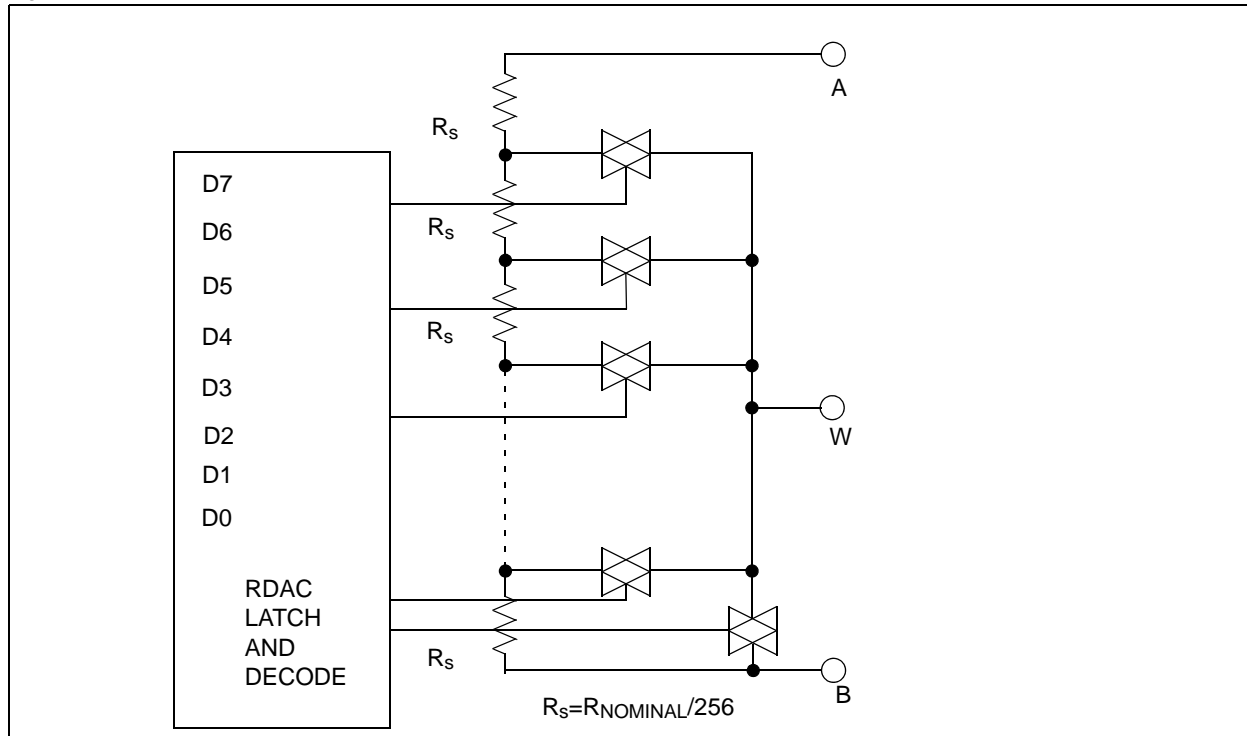 A
Rs
D7
Rs
D6
D5
Rs
D4
D3
W
D2
D1
D0
RDAC
LATCH
AND
DECODE
Rs
B
Rs=RNOMINAL/256